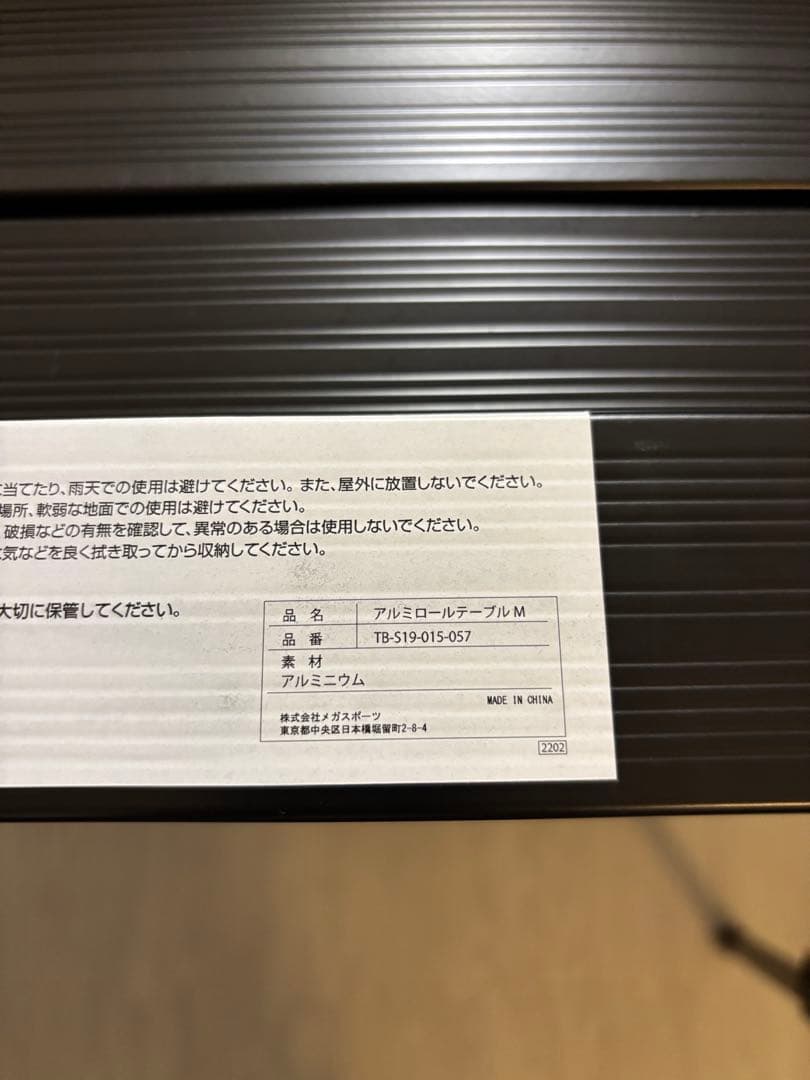 に当てたり、雨天での使用は避けてください。また、屋外に放置しないでください。
場所、軟弱な地面での使用は避けてください。
破損などの有無を確認して、異常のある場合は使用しないでください。
気などを良く拭き取ってから収納してください。
大切に保管してください。
品 名 アルミロールテーブル M
品 番 TB-S19-015-057
素 材
アルミニウム
MADE IN CHINA
株式会社メガスポーツ
東京都中央区日本橋堀留町2-8-4
2202